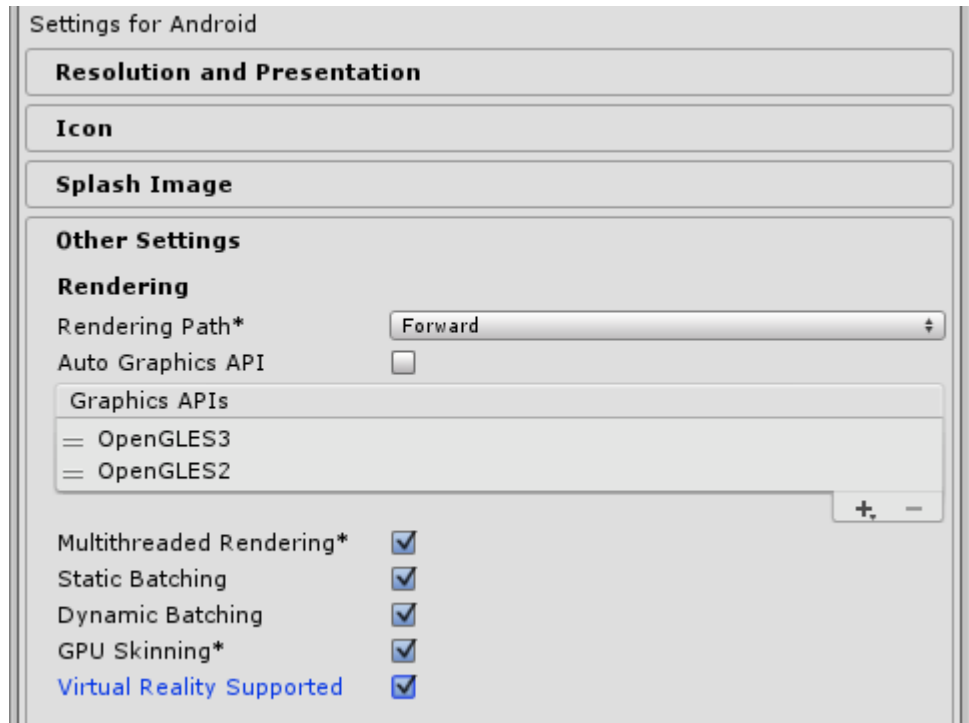 Settings for Android
Resolution and Presentation
Icon
Splash Image
Other Settings
Rendering
Rendering Path* Forward
Auto Graphics API
Graphics APIs
OpenGLES3
OpenGLES2
Multithreaded Rendering*
Static Batching
Dynamic Batching
GPU Skinning*
Virtual Reality Supported